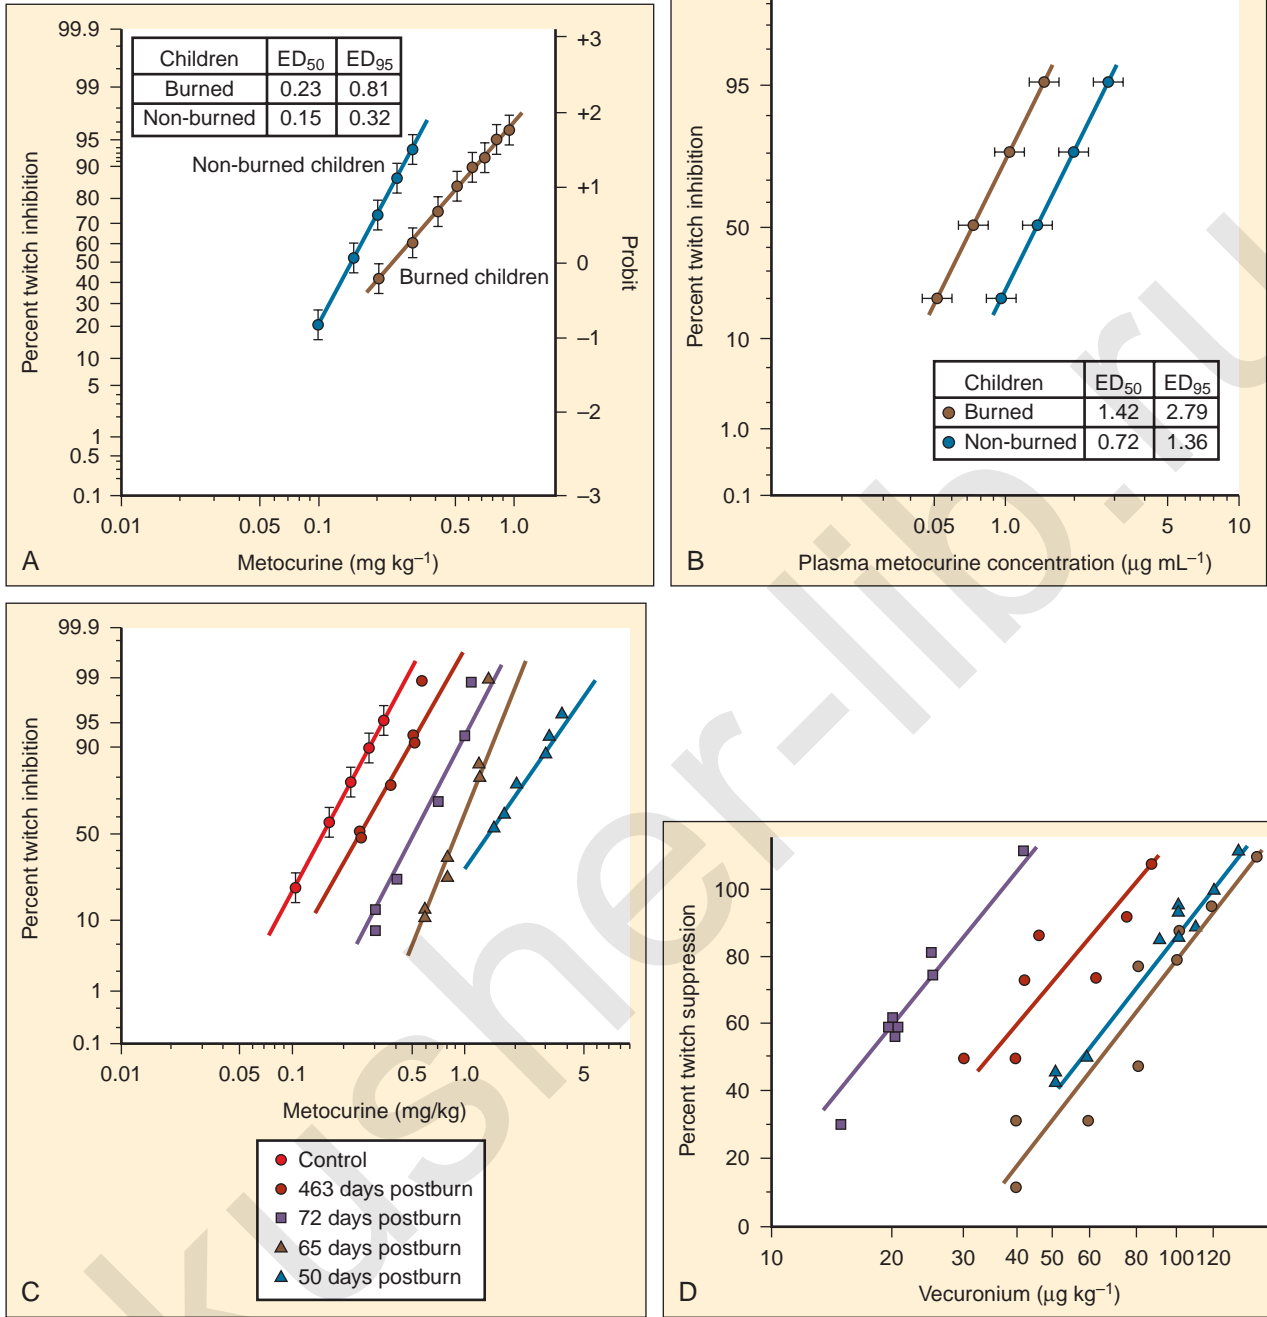 99.9
99
95
90
80
70
60
50
40
30
20
10
5
1
0.5
0.1
Percent twitch inhibition
Children ED50 ED95
Burned 0.23 0.81
Non-burned 0.15 0.32
Non-burned children
Burned children
+3
+2
+1
0
–1
–2
–3
Probit
0.01 0.05 0.1 0.5 1.0
Metocurine (mg kg–1)
A
95
50
10
1.0
0.1
Percent twitch inhibition
Children ED50 ED95
Burned 1.42 2.79
Non-burned 0.72 1.36
0.05 1.0 5 10
Plasma metocurine concentration (μg mL–1)
B
99.9
99
95
90
50
10
1
0.1
Percent twitch inhibition
0.01 0.05 0.1 0.5 1.0 5
Metocurine (mg/kg)
Control
463 days postburn
72 days postburn
65 days postburn
50 days postburn
C
100
80
60
40
20
0
Percent twitch suppression
10 20 30 40 50 60 80 100 120
Vecuronium (μg kg–1)
D
kusher-lib.ru